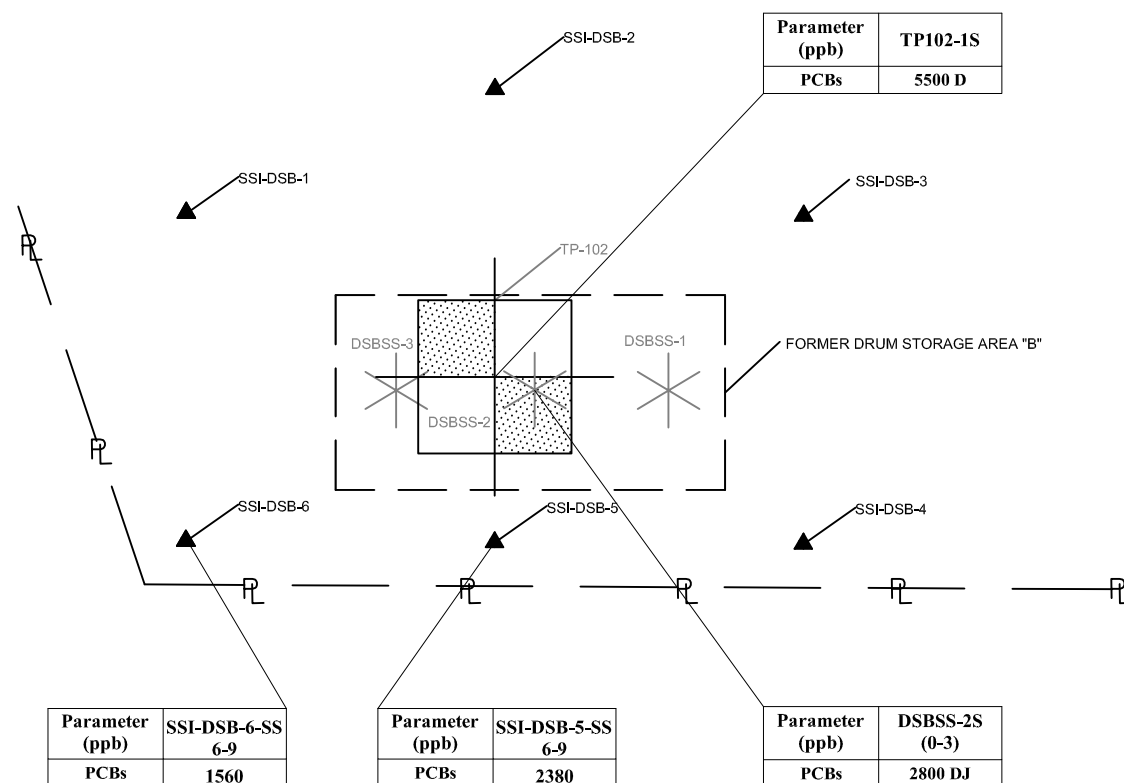 Parameter (ppb) TP102-1S
PCBs 5500 D
SSI-DSB-2
SSI-DSB-1
SSI-DSB-3
TP-102
DSBSS-3
DSBSS-1
FORMER DRUM STORAGE AREA "B"
DSBSS-2
SSI-DSB-6
SSI-DSB-5
SSI-DSB-4
PL
PL
PL
PL
PL
PL
PL
Parameter (ppb) SSI-DSB-6-SS 6-9
PCBs 1560
Parameter (ppb) SSI-DSB-5-SS 6-9
PCBs 2380
Parameter (ppb) DSBSS-2S (0-3)
PCBs 2800 DJ